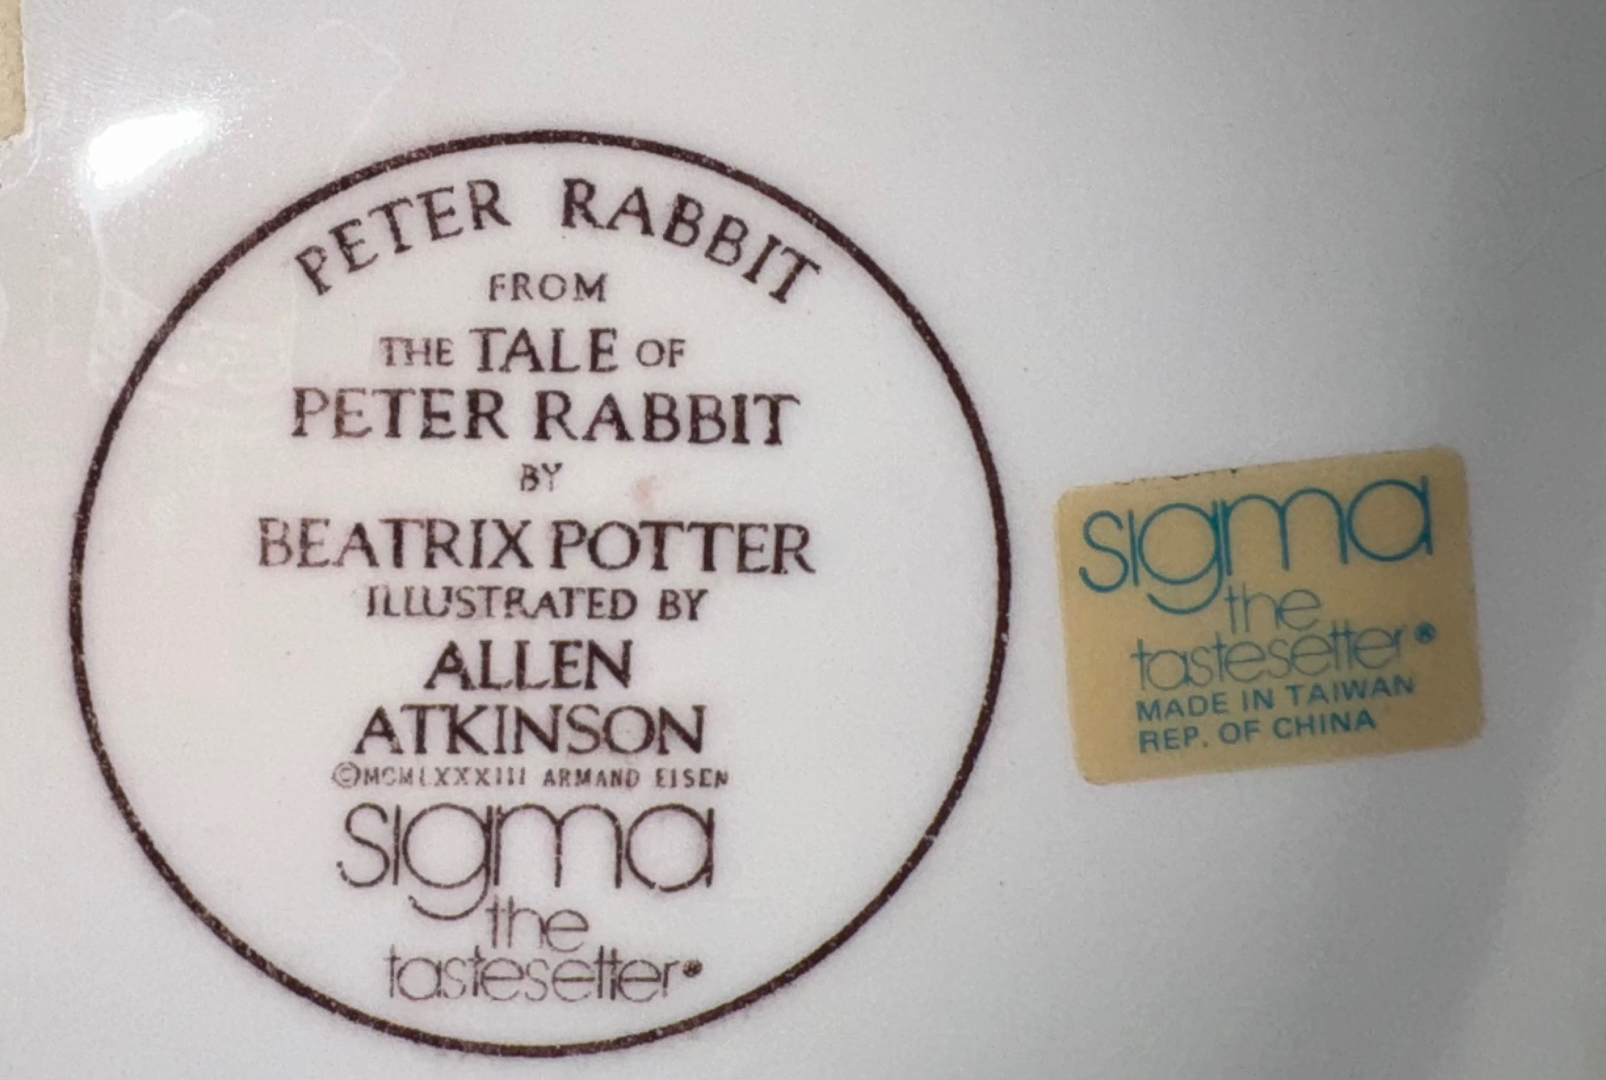 PETER RABBIT
FROM
THE TALE OF
PETER RABBIT
BY
BEATRIX POTTER
ILLUSTRATED BY
ALLEN
ATKINSON
©MCMLXXXIII ARMAND EISEN
sigma
the
tastesetter®
sigma
the
tastesetter®
MADE IN TAIWAN
REP. OF CHINA